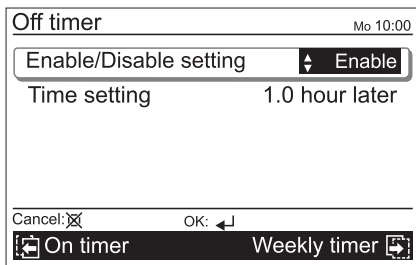 Off timer Mo 10:00
Enable/Disable setting Enable
Time setting 1.0 hour later
Cancel: OK:
On timer Weekly timer